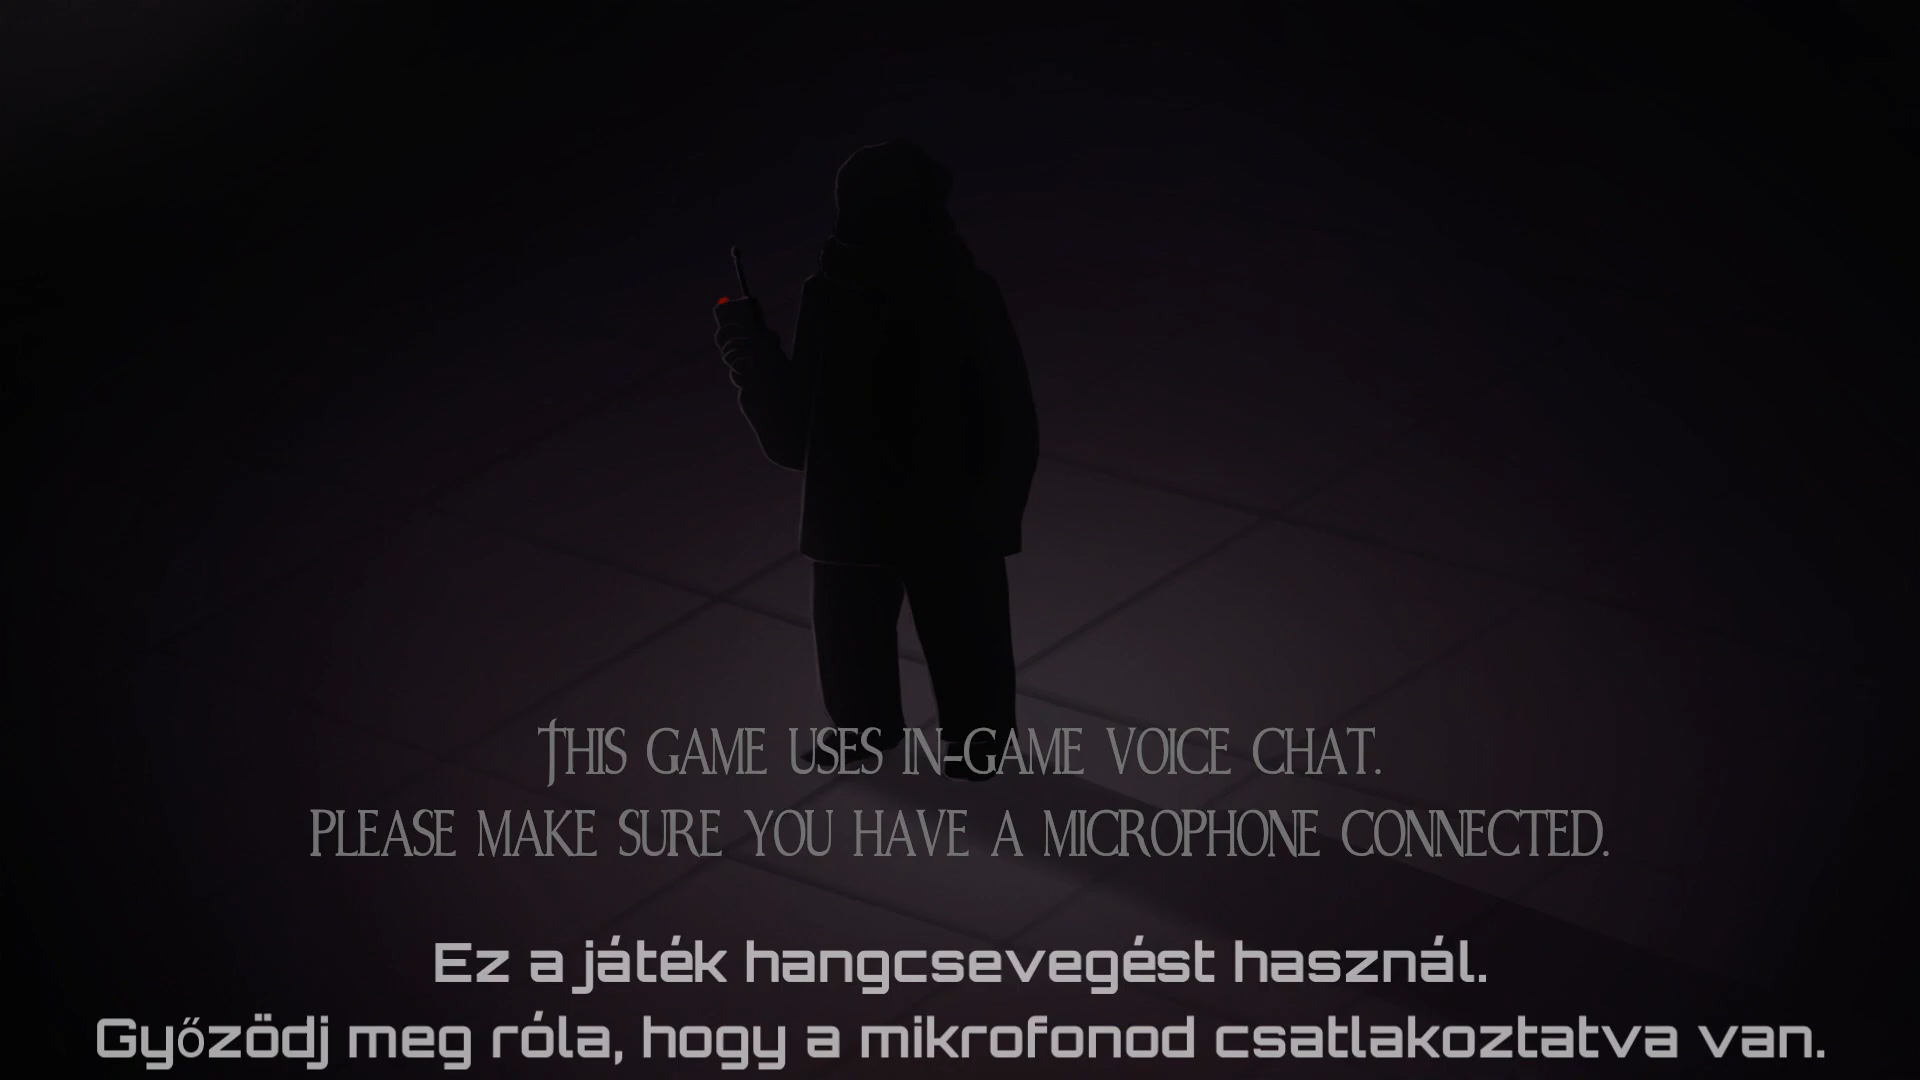 THIS GAME USES IN-GAME VOICE CHAT.
PLEASE MAKE SURE YOU HAVE A MICROPHONE CONNECTED.
Ez a játék hangcsevegést használ.
Győzödj meg róla, hogy a mikrofonod csatlakoztatva van.